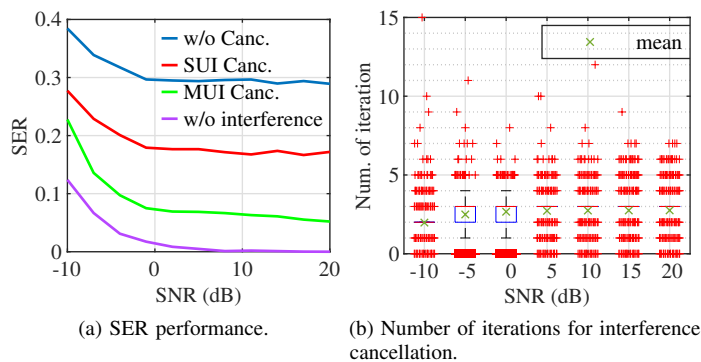 w/o Canc.
SUI Canc.
MUI Canc.
w/o interference
SER
0.4
0.3
0.2
0.1
0
-10
0
10
20
SNR (dB)
(a) SER performance.
mean
Num. of iteration
15
10
5
0
-10
-5
0
5
10
15
20
SNR (dB)
(b) Number of iterations for interference
cancellation.